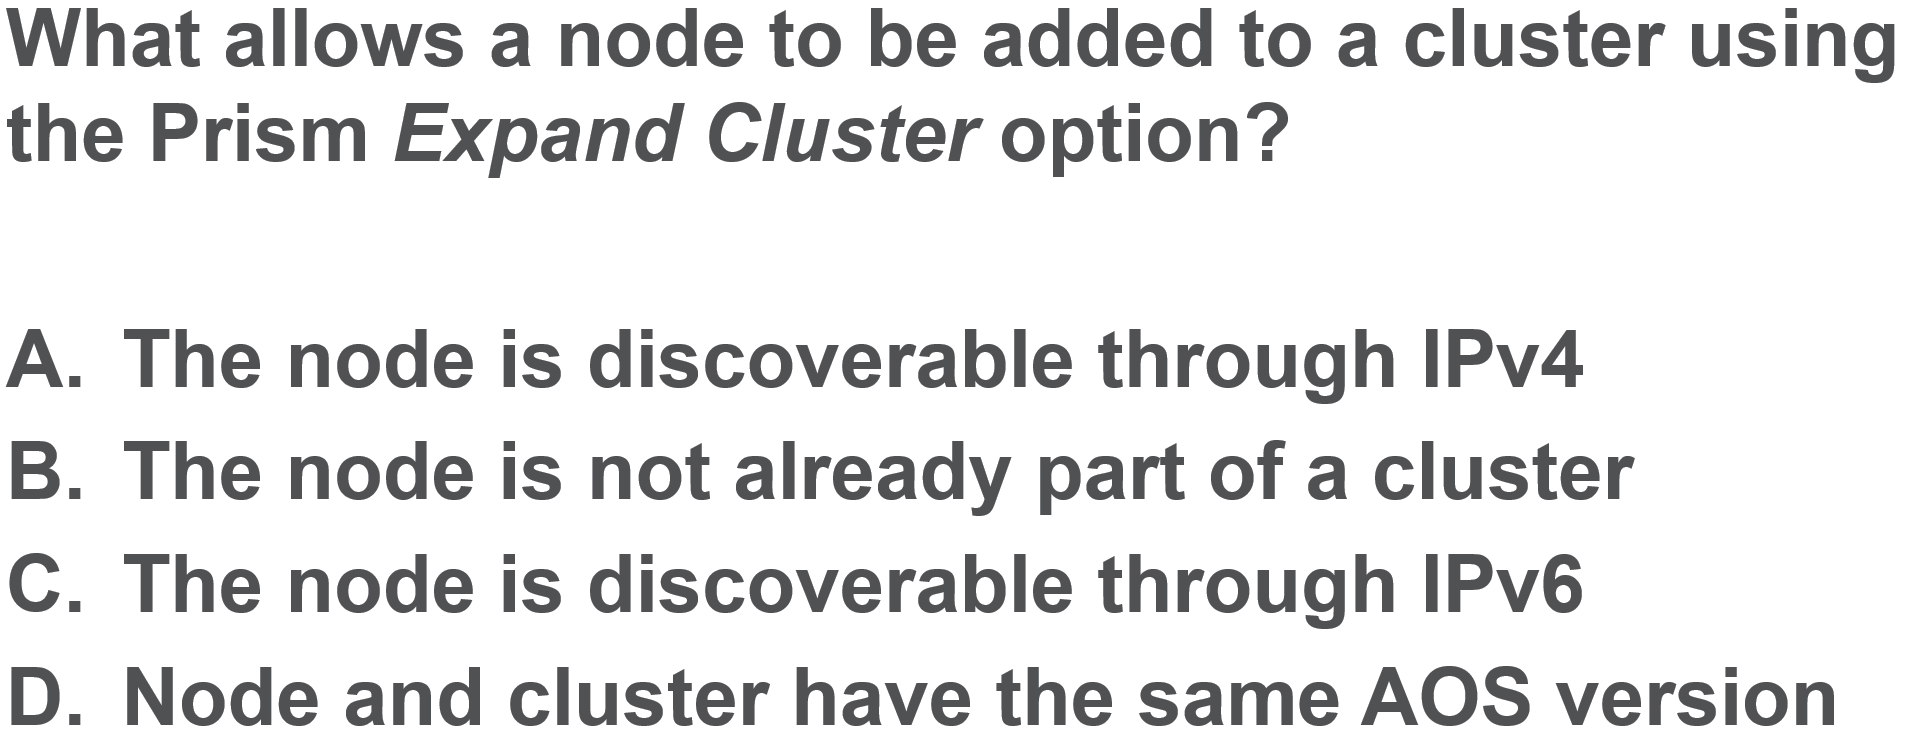 What allows a node to be added to a cluster using
the Prism Expand Cluster option?
A. The node is discoverable through IPv4
B. The node is not already part of a cluster
C. The node is discoverable through IPv6
D. Node and cluster have the same AOS version